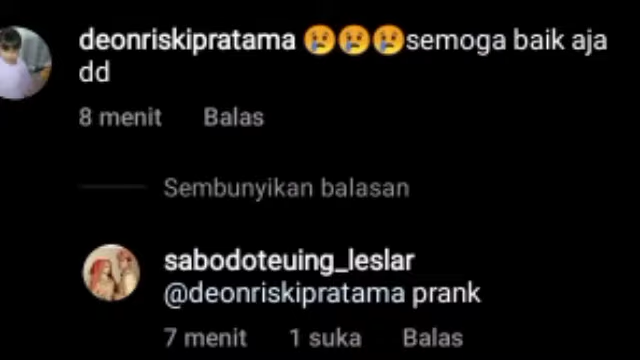 deonriskipratama 😢😢😢semoga baik aja
dd
8 menit Balas
Sembunyikan balasan
sabodoteuing_leslar
@deonriskipratama prank
7 menit 1 suka Balas